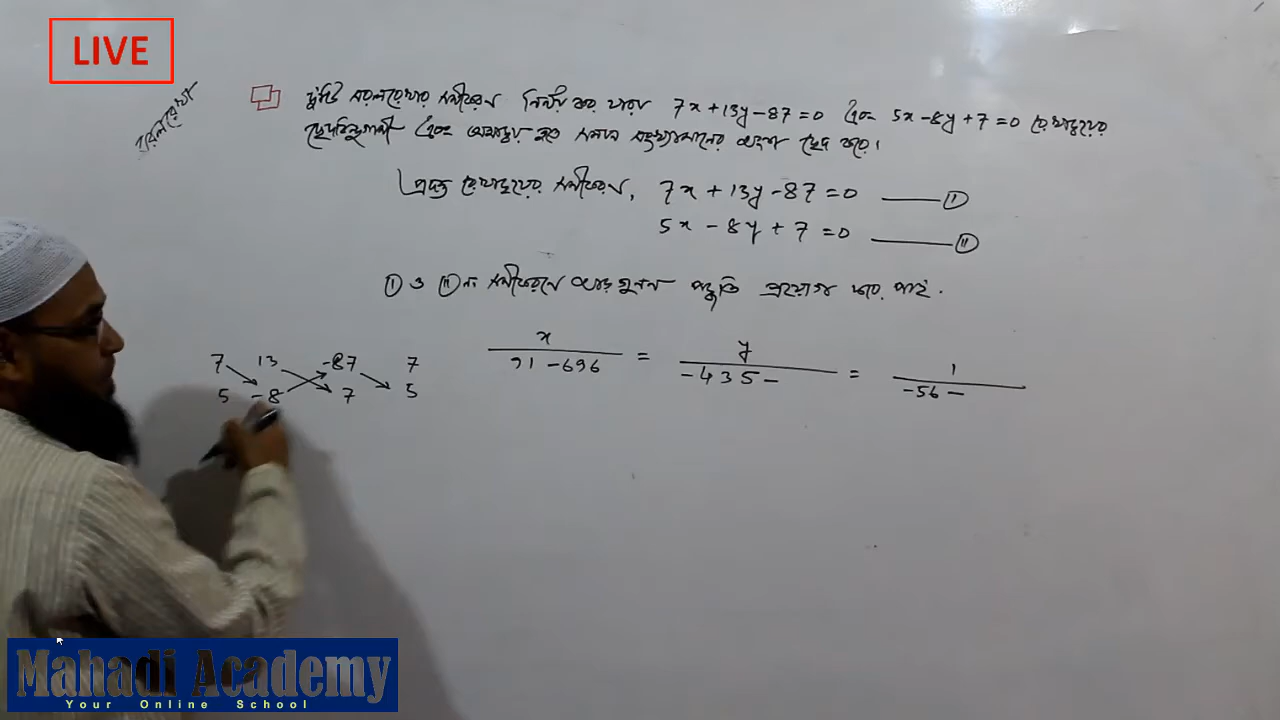 LIVE
সরলরেখা
দুটি সরলরেখার সমীকরণ নির্ণয় কর যারা 7x + 13y - 87 = 0 এবং 5x - 8y + 7 = 0 রেখাদ্বয়ের
ছেদবিন্দুগামী এবং অক্ষদ্বয় হতে সমান সংখ্যামানের অংশ ছেদ করে।
প্রদত্ত রেখাদ্বয়ের সমীকরণ, 7x + 13y - 87 = 0 —— (i)
5x - 8y + 7 = 0 —— (ii)
(i) ও (ii) নং সমীকরণে আড়গুণন পদ্ধতি প্রয়োগ করে পাই,
7 13 -87 7
5 -8 7 5
x / 91 - 696 = y / -435 - = 1 / -56 -
Mahadi Academy
Your Online School